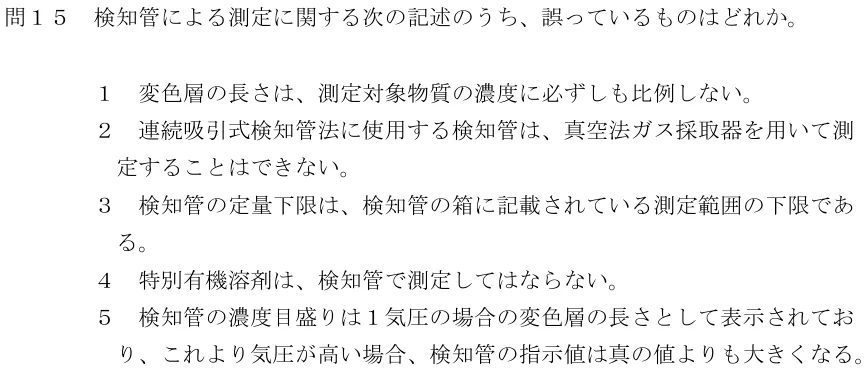 問１５　検知管による測定に関する次の記述のうち、誤っているものはどれか。
１　変色層の長さは、測定対象物質の濃度に必ずしも比例しない。
２　連続吸引式検知管法に使用する検知管は、真空法ガス採取器を用いて測
定することはできない。
３　検知管の定量下限は、検知管の箱に記載されている測定範囲の下限であ
る。
４　特別有機溶剤は、検知管で測定してはならない。
５　検知管の濃度目盛りは１気圧の場合の変色層の長さとして表示されてお
り、これより気圧が高い場合、検知管の指示値は真の値よりも大きくなる。